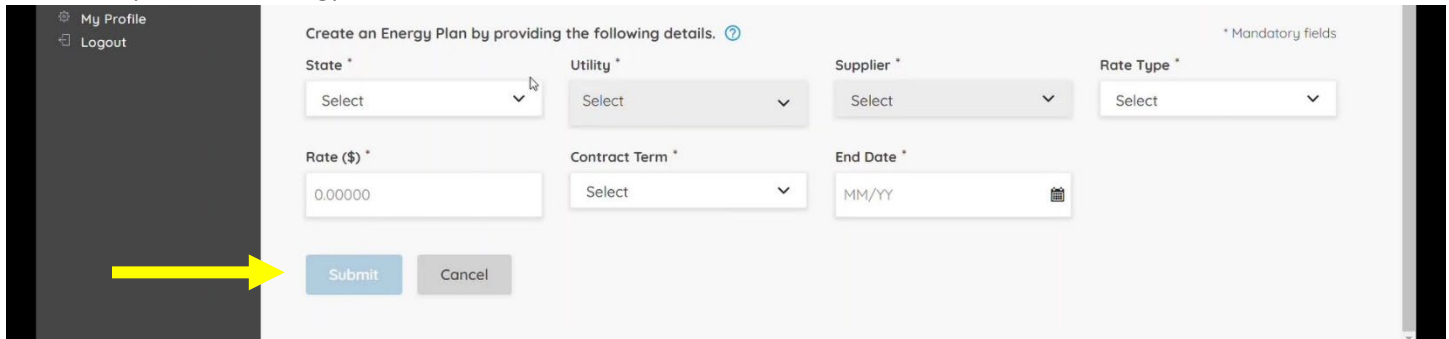 My Profile
Logout
Create an Energy Plan by providing the following details. ?
* Mandatory fields
State * Utility * Supplier * Rate Type *
Select Select Select Select
Rate ($) * Contract Term * End Date *
0.00000 Select MM/YY
Submit Cancel